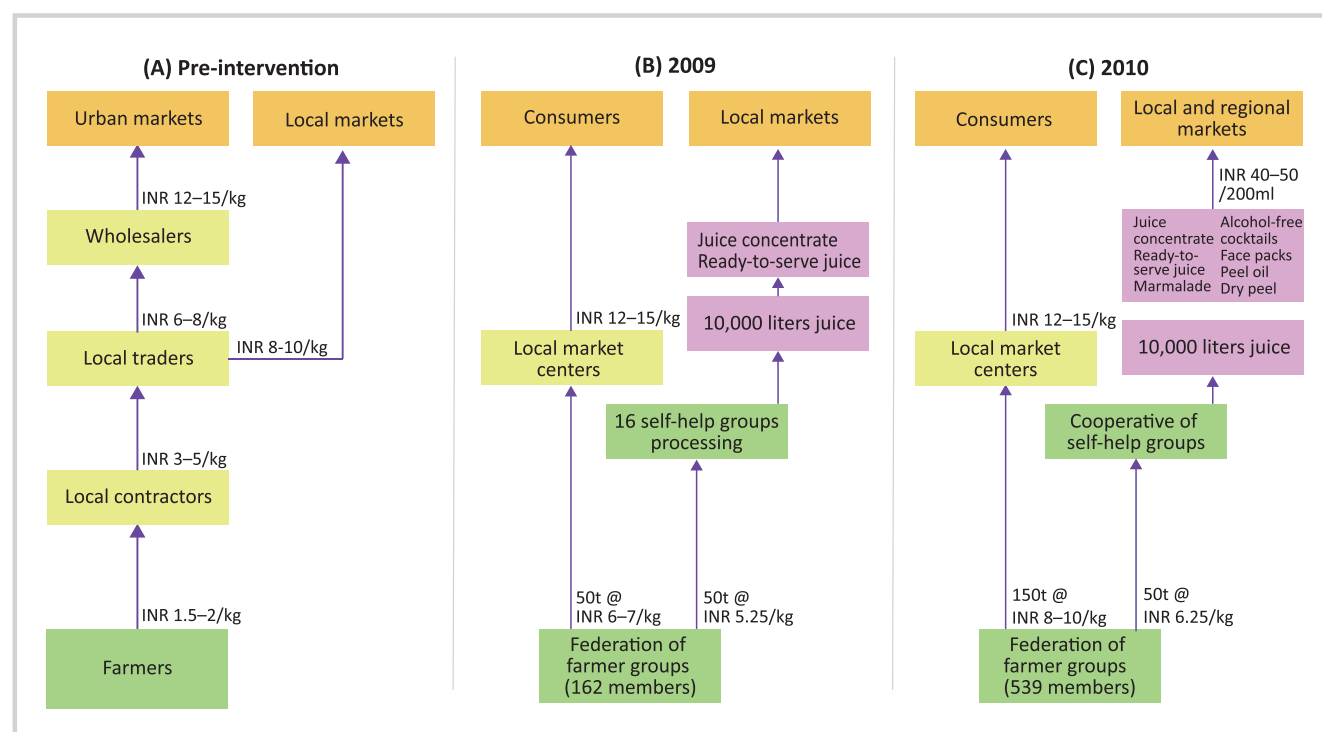 (A) Pre-intervention
Urban markets
Local markets
INR 12–15/kg
Wholesalers
INR 6–8/kg
INR 8-10/kg
Local traders
INR 3–5/kg
Local contractors
INR 1.5–2/kg
Farmers
(B) 2009
Consumers
Local markets
Juice concentrate
Ready-to-serve juice
INR 12–15/kg
10,000 liters juice
Local market
centers
16 self-help groups
processing
50t @
INR 6–7/kg
50t @
INR 5.25/kg
Federation of
farmer groups
(162 members)
(C) 2010
Consumers
Local and regional
markets
INR 40–50
/200ml
Juice
concentrate
Ready-to-
serve juice
Marmalade
Alcohol-free
cocktails
Face packs
Peel oil
Dry peel
INR 12–15/kg
10,000 liters juice
Local market
centers
Cooperative of
self-help groups
150t @
INR 8–10/kg
50t @
INR 6.25/kg
Federation of
farmer groups
(539 members)